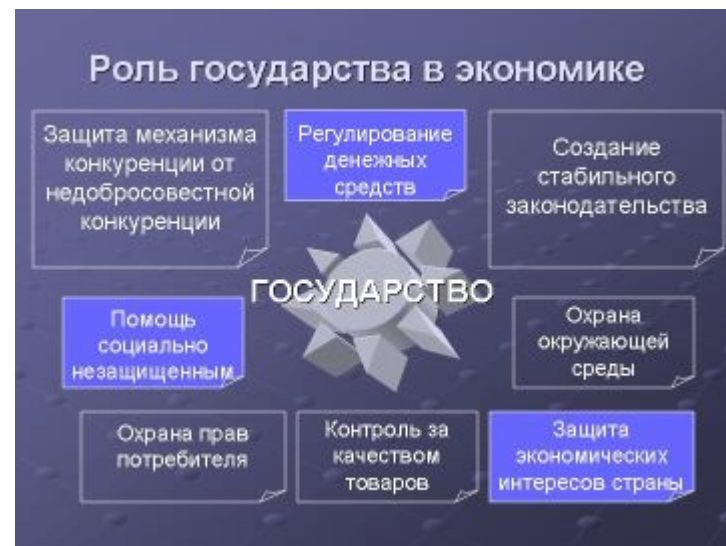 Роль государства в экономике
Защита механизма
конкуренции от
недобросовестной
конкуренции
Регулирование
денежных
средств
Создание
стабильного
законодательства
ГОСУДАРСТВО
Помощь
социально
незащищенным
Охрана
окружающей
среды
Охрана прав
потребителя
Контроль за
качеством
товаров
Защита
экономических
интересов страны